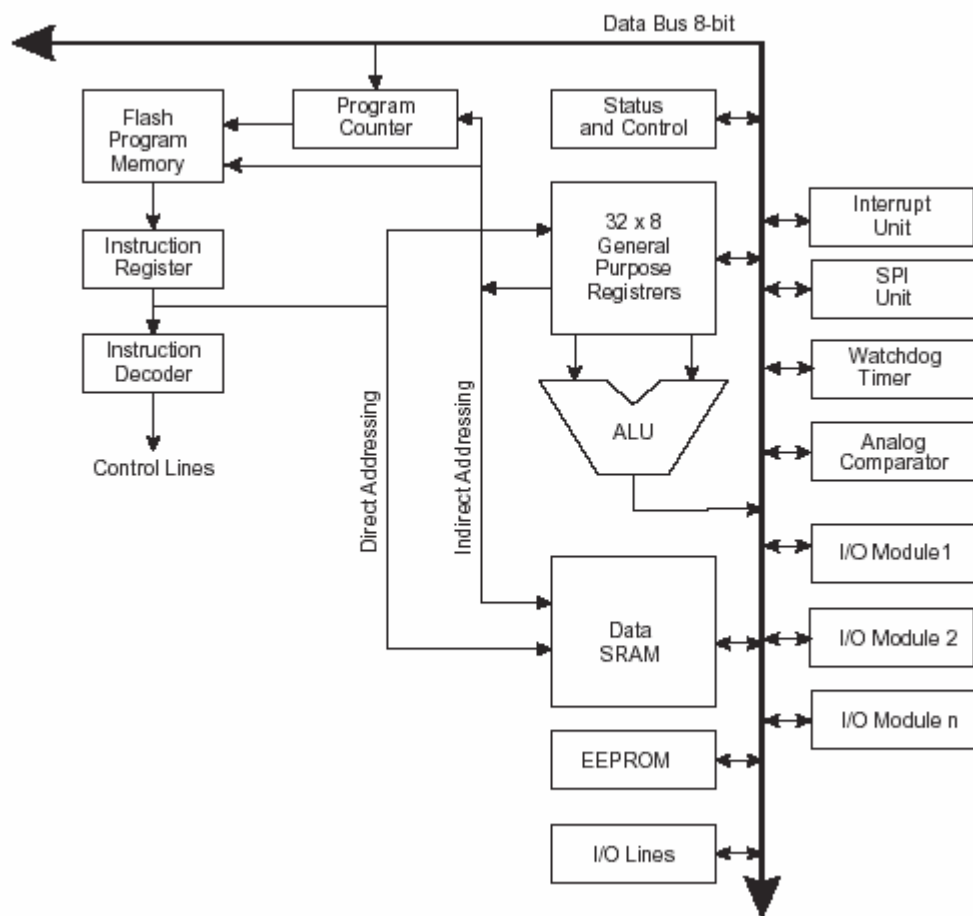 Data Bus 8-bit
Flash
Program
Memory
Program
Counter
Status
and Control
32 x 8
General
Purpose
Registrers
Interrupt
Unit
Instruction
Register
SPI
Unit
Instruction
Decoder
Watchdog
Timer
ALU
Analog
Comparator
Control Lines
Direct Addressing
Indirect Addressing
I/O Module1
Data
SRAM
I/O Module 2
I/O Module n
EEPROM
I/O Lines